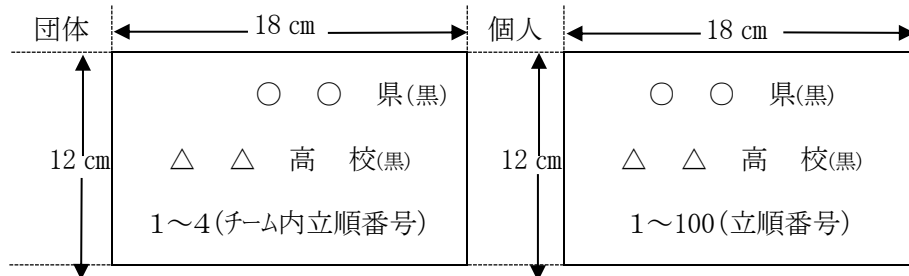 団体 18 cm 個人 18 cm
○ ○ 県(黒) ○ ○ 県(黒)
12 cm △ △ 高 校(黒) 12 cm △ △ 高 校(黒)
1～4(チーム内立順番号) 1～100(立順番号)